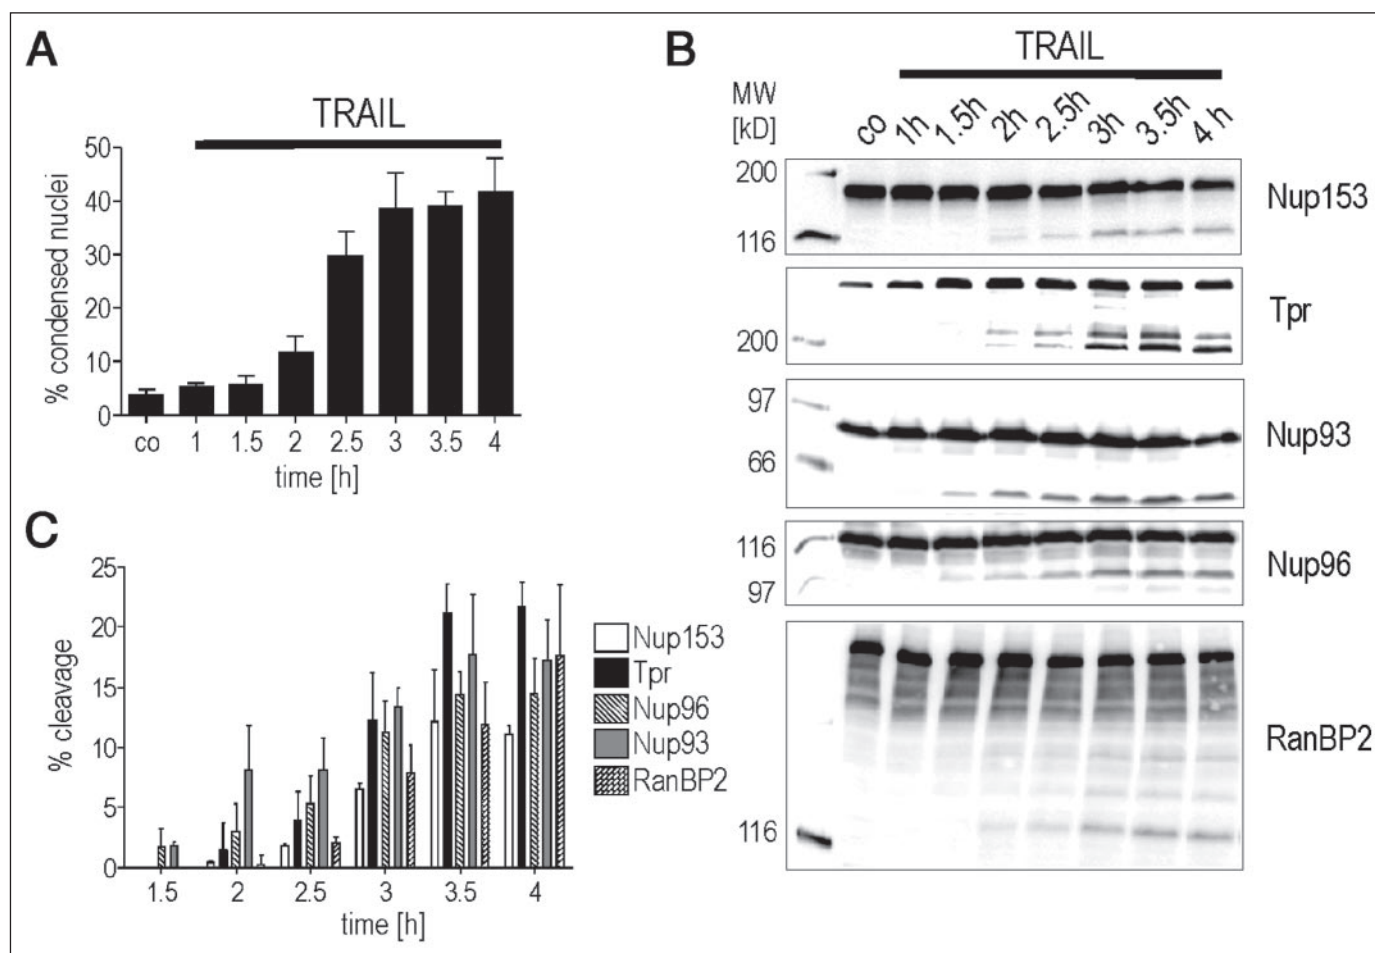 A
TRAIL
% condensed nuclei
50
40
30
20
10
0
co 1 1.5 2 2.5 3 3.5 4
time [h]
B
TRAIL
MW
[kD]
co 1h 1.5h 2h 2.5h 3h 3.5h 4 h
200
116
Nup153
200
Tpr
97
66
Nup93
116
97
Nup96
116
RanBP2
C
% cleavage
25
20
15
10
5
0
1.5 2 2.5 3 3.5 4
time [h]
Nup153
Tpr
Nup96
Nup93
RanBP2